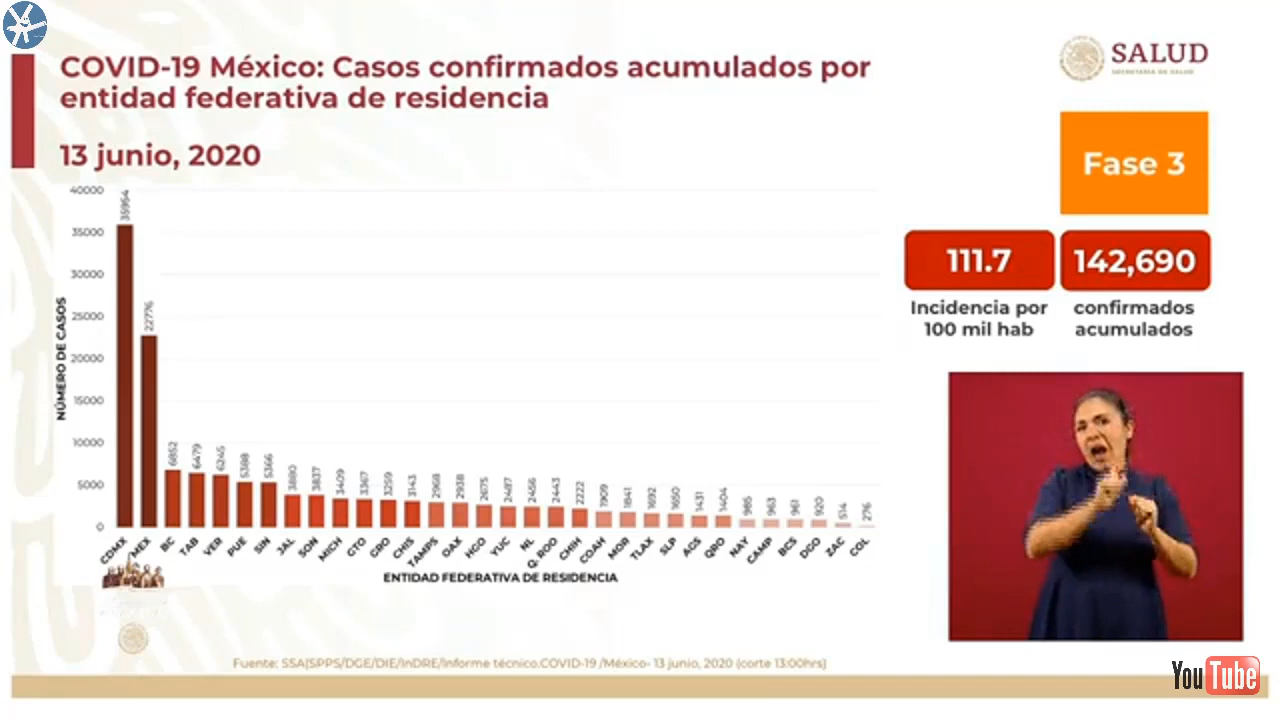 COVID-19 México: Casos confirmados acumulados por
entidad federativa de residencia
13 junio, 2020
SALUD
SECRETARÍA DE SALUD
Fase 3
111.7
142,690
Incidencia por
100 mil hab
confirmados
acumulados
NÚMERO DE CASOS
40000
35000
30000
25000
20000
15000
10000
5000
0
35954 22776 6852 6479 6245 5388 5366 3880 3837 3409 3367 3259 3143 2968 2938 2675 2487 2456 2443 2222 1909 1841 1692 1650 1431 1404 985 963 961 920 514 276
CDMX MEX BC TAB VER PUE SIN JAL SON MICH GTO GRO CHIS TAMPS OAX HGO YUC NL Q. ROO CHIH COAH MOR TLAX SLP AGS QRO NAY CAMP BCS DGO ZAC COL
ENTIDAD FEDERATIVA DE RESIDENCIA
Fuente: SSA(SPPS/DGE/DIE/InDRE/Informe técnico.COVID-19 /México- 13 junio, 2020 (corte 13:00hrs)
YouTube